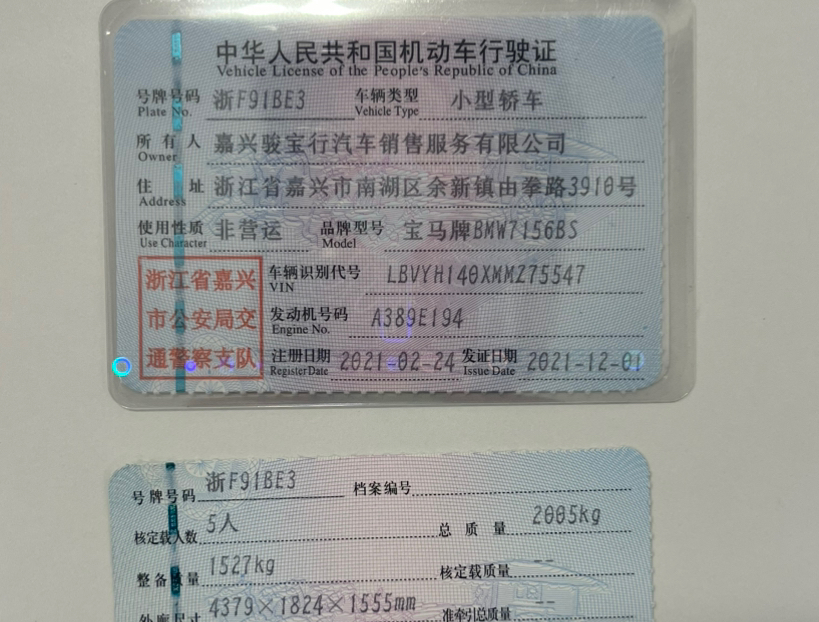 中华人民共和国机动车行驶证
Vehicle License of the People's Republic of China
号牌号码 浙F91BE3 车辆类型 小型轿车
Plate No. Vehicle Type
所有人 嘉兴骏宝行汽车销售服务有限公司
Owner
住址 浙江省嘉兴市南湖区余新镇由拳路3910号
Address
使用性质 非营运 品牌型号 宝马牌BMW7156BS
Use Character Model
浙江省嘉兴
市公安局交
通警察支队
车辆识别代号 LBVYH140XMMZ75547
VIN
发动机号码 A389E194
Engine No.
注册日期 2021-02-24 发证日期 2021-12-01
Register Date Issue Date
号牌号码 浙F91BE3 档案编号
核定载人数 5人 总质量 2005kg
整备质量 1527kg 核定载质量 --
外廓尺寸 4379×1824×1555mm 准牵引总质量 --